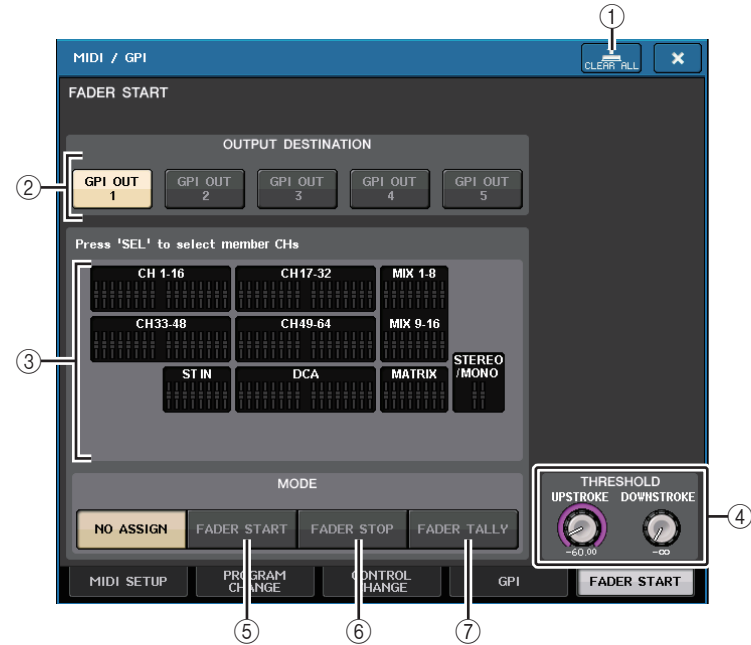 ①
MIDI / GPI
CLEAR ALL
×
FADER START
OUTPUT DESTINATION
②
GPI OUT 1
GPI OUT 2
GPI OUT 3
GPI OUT 4
GPI OUT 5
Press 'SEL' to select member CHs
③
CH 1-16
CH17-32
MIX 1-8
CH33-48
CH49-64
MIX 9-16
ST IN
DCA
MATRIX
STEREO
/MONO
MODE
NO ASSIGN
FADER START
FADER STOP
FADER TALLY
THRESHOLD
UPSTROKE
DOWNSTROKE
-60.00
-∞
④
MIDI SETUP
PROGRAM
CHANGE
CONTROL
CHANGE
GPI
FADER START
⑤
⑥
⑦